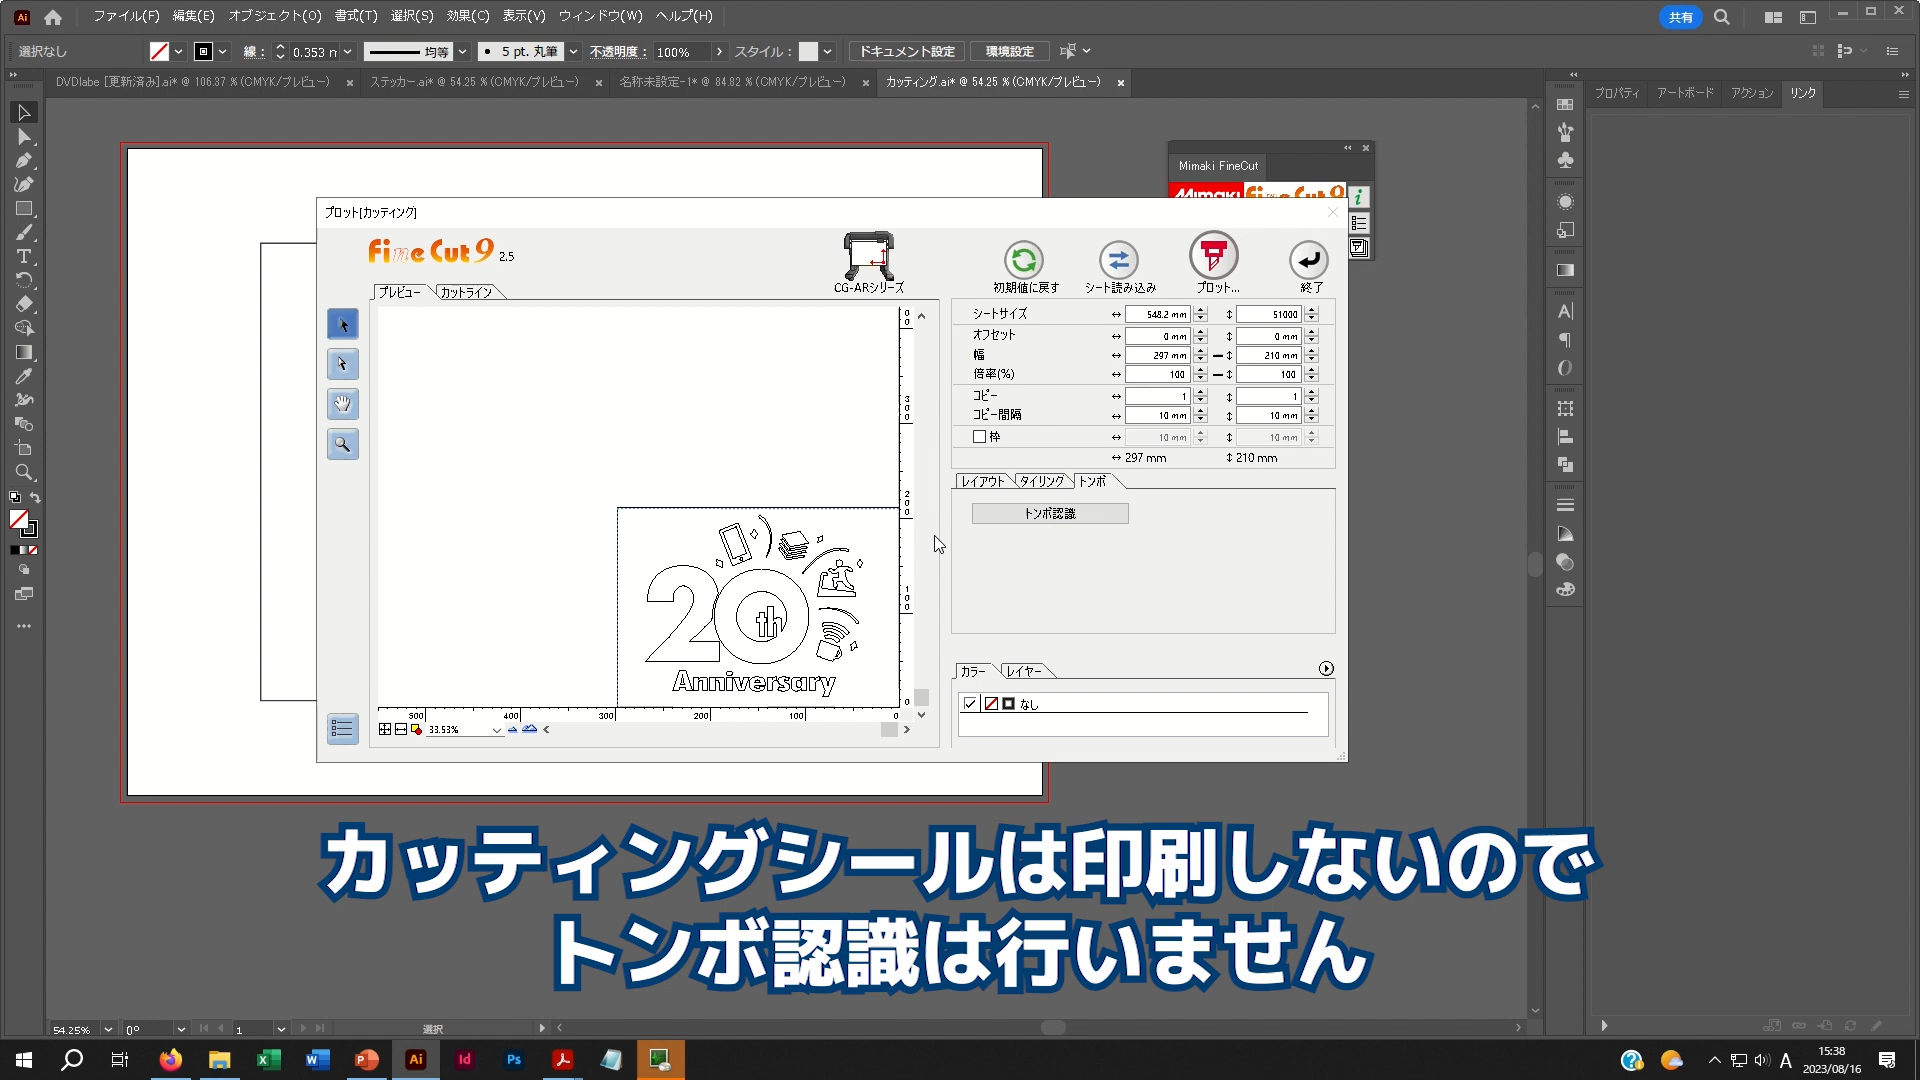 ファイル(F) 編集(E) オブジェクト(O) 書式(T) 選択(S) 効果(C) 表示(V) ウィンドウ(W) ヘルプ(H)
共有
選択なし
線 :
0.353 m
均等
5 pt. 丸筆
不透明度 :
100%
スタイル :
ドキュメント設定
環境設定
DVDlabe [更新済み].ai* @ 106.37 % (CMYK/プレビュー)
ステッカー.ai* @ 54.25 % (CMYK/プレビュー)
名称未設定-1* @ 84.82 % (CMYK/プレビュー)
カッティング.ai* @ 54.25 % (CMYK/プレビュー)
プロパティ アートボード アクション リンク
Mimaki FineCut
Mimaki Fine Cut 9
プロット[カッティング]
Fine Cut 9 2.5
CG-ARシリーズ
初期値に戻す
シート読み込み
プロット...
終了
プレビュー カットライン
シートサイズ 548.2 mm 51000
オフセット 0 mm 0 mm
幅 297 mm 210 mm
倍率(%) 100 100
コピー 1 1
コピー間隔 10 mm 10 mm
枠 10 mm 10 mm
297 mm 210 mm
レイアウト タイリング トンボ
トンボ認識
カラー レイヤー
なし
20th
Anniversary
500 400 300 200 100 0
33.53%
カッティングシールは印刷しないので
トンボ認識は行いません
54.25% 0° 1 選択
Ai Id Ps
A
15:38
2023/08/16